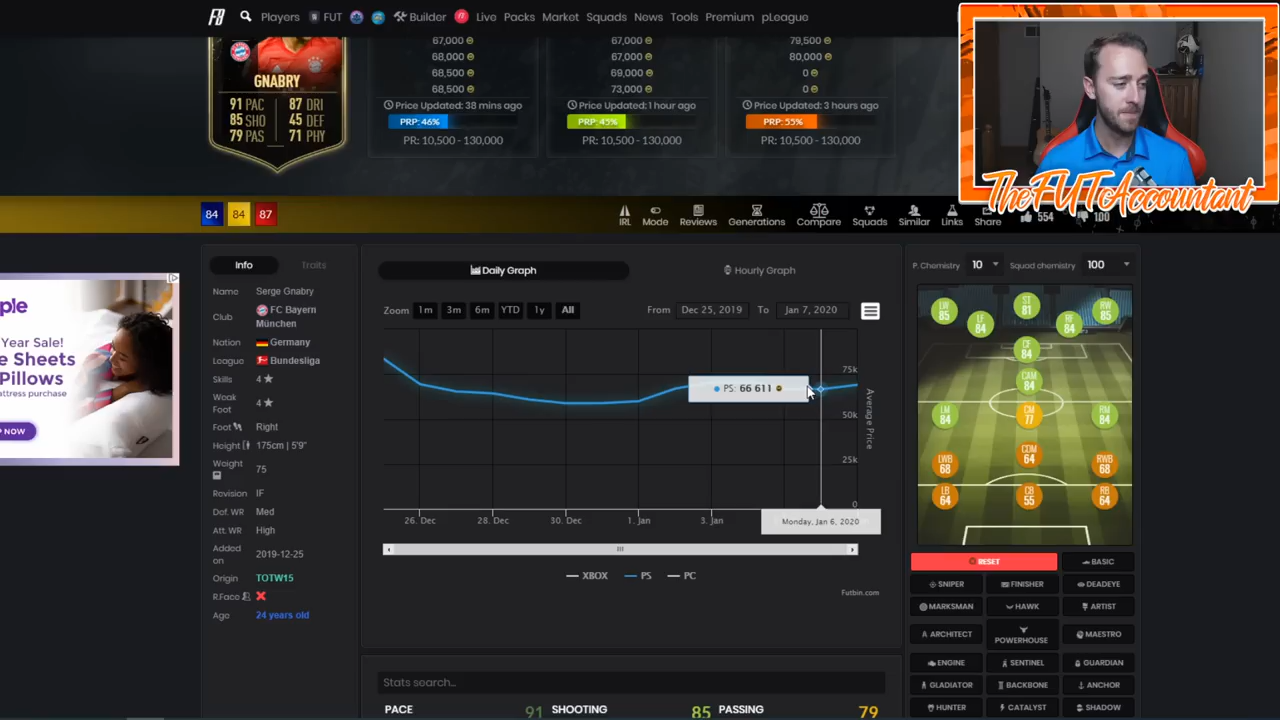 F8 Players FUT Builder Live Packs Market Squads News Tools Premium pLeague
67,000 67,000 79,500
68,000 68,000 80,000
68,500 69,000 0
68,500 73,000 0
GNABRY
91 PAC 87 DRI
85 SHO 45 DEF
79 PAS 71 PHY
Price Updated: 38 mins ago Price Updated: 1 hour ago Price Updated: 3 hours ago
PRP: 46% PRP: 45% PRP: 55%
PR: 10,500 - 130,000 PR: 10,500 - 130,000 PR: 10,500 - 130,000
TheFUTAccountant
84 84 87
IRL Mode Reviews Generations Compare Squads Similar Links Share 554 100
Info Traits
Name Serge Gnabry
Club FC Bayern München
Nation Germany
League Bundesliga
Skills 4★
Weak Foot 4★
Foot Right
Height 175cm | 5'9"
Weight 75
Revision IF
Def. WR Med
Att. WR High
Added on 2019-12-25
Origin TOTW15
R.Face
Age 24 years old
ple
Year Sale!
e Sheets
Pillows
attress purchase
P NOW
Daily Graph Hourly Graph
Zoom 1m 3m 6m YTD 1y All From Dec 25, 2019 To Jan 7, 2020
75k
PS: 66 611
50k
25k
0
Average Price
26. Dec 28. Dec 30. Dec 1. Jan 3. Jan
Monday, Jan 6, 2020
XBOX PS PC
Futbin.com
Stats search...
PACE 91 SHOOTING 85 PASSING 79
P. Chemistry 10 Squad chemistry 100
LW 85 ST 81 RW 85
LF 84 RF 84
CF 84
CAM 84
LM 84 CM 77 RM 84
LWB 68 CDM 64 RWB 68
LB 64 CB 55 RB 64
RESET BASIC
SNIPER FINISHER DEADEYE
MARKSMAN HAWK ARTIST
ARCHITECT POWERHOUSE MAESTRO
ENGINE SENTINEL GUARDIAN
GLADIATOR BACKBONE ANCHOR
HUNTER CATALYST SHADOW